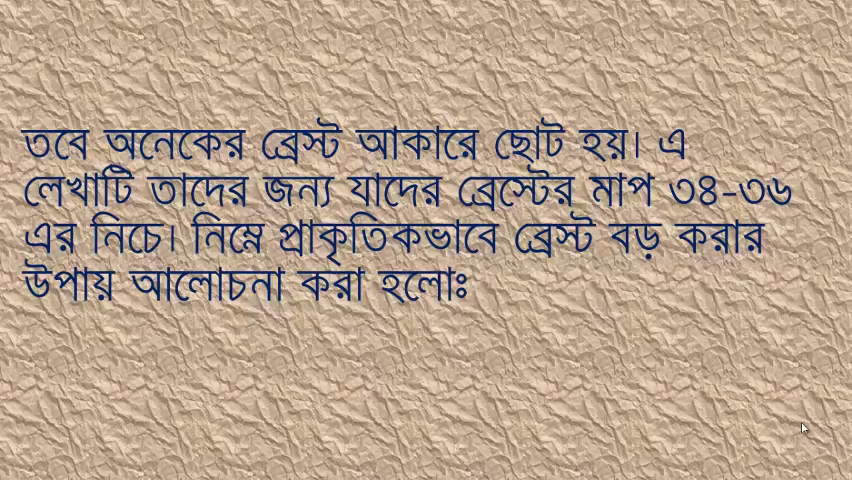 তবে অনেকের ব্রেস্ট আকারে ছোট হয়। এ
লেখাটি তাদের জন্য যাদের ব্রেস্টের মাপ ৩৪-৩৬
এর নিচে। নিম্নে প্রাকৃতিকভাবে ব্রেস্ট বড় করার
উপায় আলোচনা করা হলোঃ